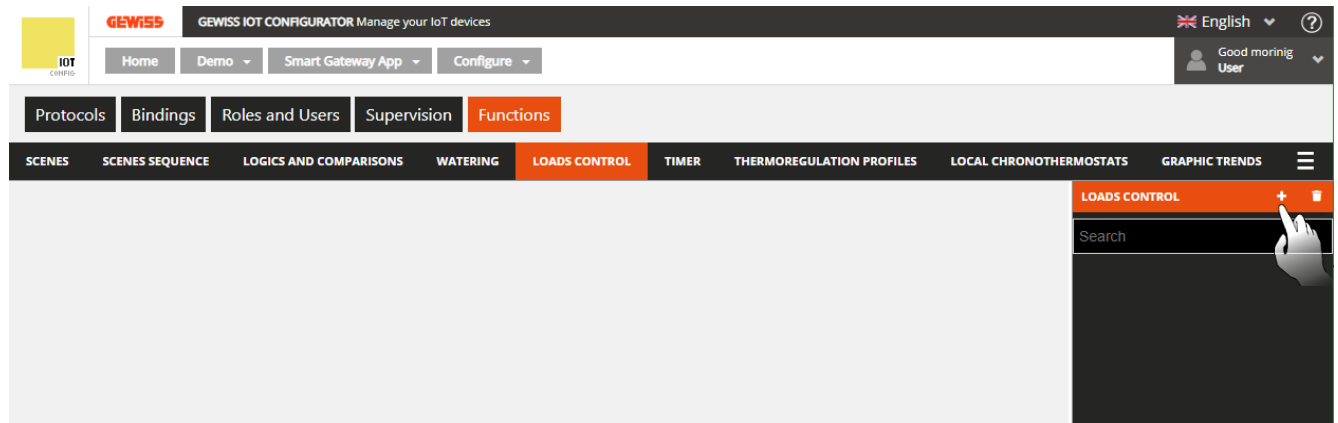 GEWISS GEWISS IOT CONFIGURATOR Manage your IoT devices English ?
IOT
CONFIG
Home Demo Smart Gateway App Configure Good morinig
User
Protocols Bindings Roles and Users Supervision Functions
SCENES SCENES SEQUENCE LOGICS AND COMPARISONS WATERING LOADS CONTROL TIMER THERMOREGULATION PROFILES LOCAL CHRONOTHERMOSTATS GRAPHIC TRENDS
LOADS CONTROL +
Search